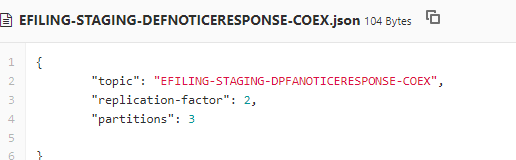 EFILING-STAGING-DEFNOTICERESPONSE-COEX.json 104 Bytes
1 {
2 "topic": "EFILING-STAGING-DPFANOTICERESPONSE-COEX",
3 "replication-factor": 2,
4 "partitions": 3
5
6 }